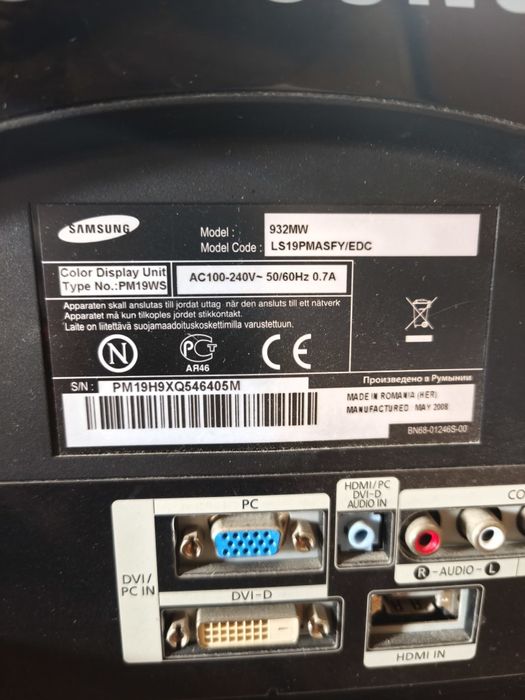 SAMSUNG
Model : 932MW
Model Code : LS19PMASFY/EDC
Color Display Unit
Type No.:PM19WS
AC100-240V~ 50/60Hz 0.7A
Apparaten skall anslutas till jordat uttag när den ansluts till ett nätverk
Apparatet må kun tilkoples jordet stikkontakt.
Laite on liitettävä suojamaadoituskoskettimilla varustettuun.
N
РСТ
АЯ46
CE
S/N : PM19H9XQ546405M
Произведено в Румынии
MADE IN ROMANIA (HER)
MANUFACTURED MAY 2008
BN68-01246S-00
PC
HDMI/PC
DVI-D
AUDIO IN
DVI/
PC IN
DVI-D
R - AUDIO - L
HDMI IN